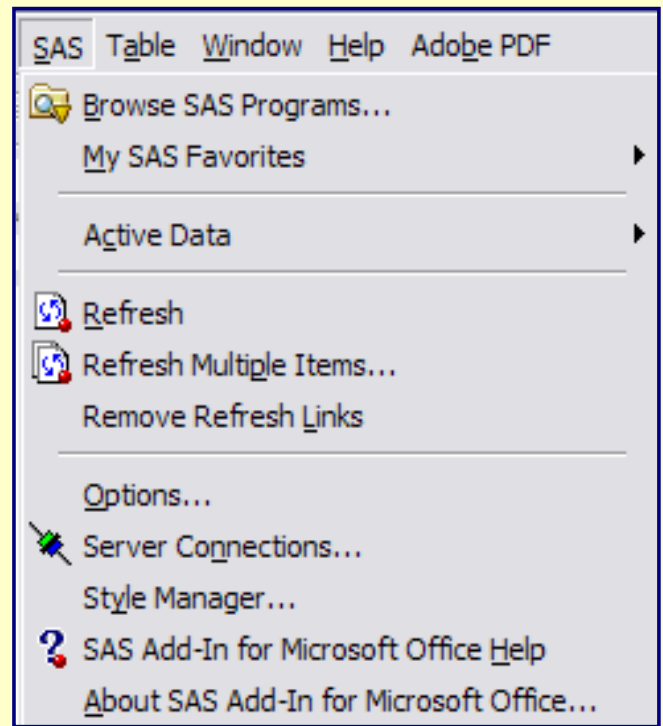 SAS Table Window Help Adobe PDF
Browse SAS Programs...
My SAS Favorites
Active Data
Refresh
Refresh Multiple Items...
Remove Refresh Links
Options...
Server Connections...
Style Manager...
SAS Add-In for Microsoft Office Help
About SAS Add-In for Microsoft Office...